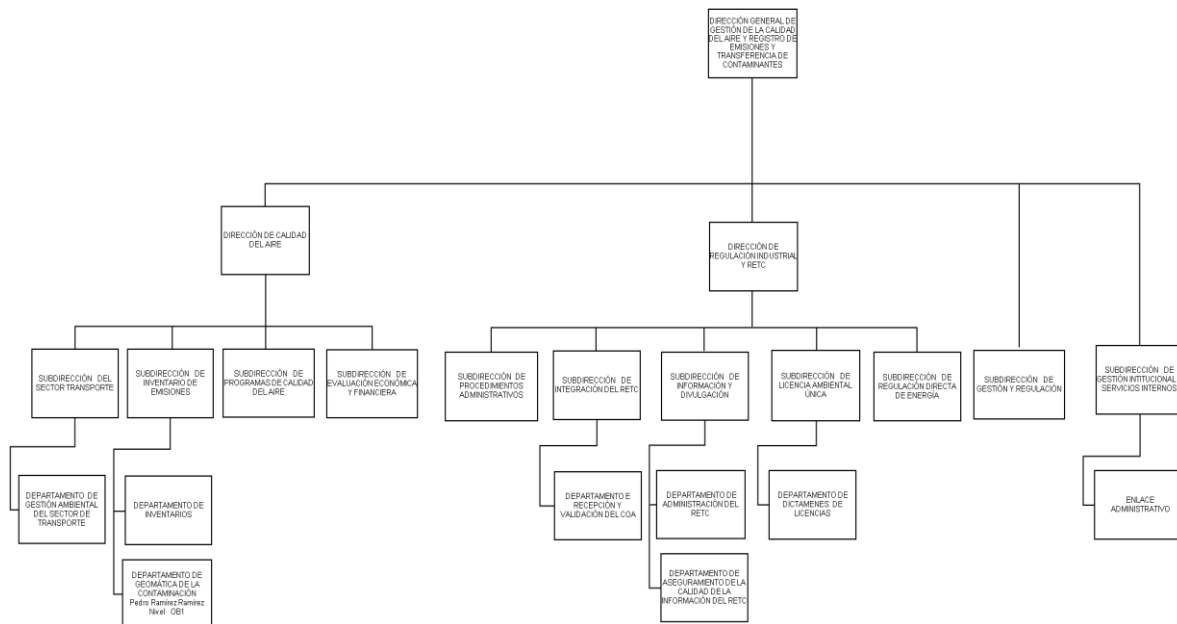 DIRECCIÓN GENERAL DE
GESTIÓN DE LA CALIDAD
DEL AIRE Y REGISTRO DE
EMISIONES Y
TRANSFERENCIA DE
CONTAMINANTES
DIRECCIÓN DE CALIDAD
DEL AIRE
DIRECCIÓN DE
REGULACIÓN INDUSTRIAL
Y RETC
SUBDIRECCIÓN DEL
SECTOR TRANSPORTE
SUBDIRECCIÓN DE
INVENTARIO DE
EMISIONES
SUBDIRECCIÓN DE
PROGRAMAS DE CALIDAD
DEL AIRE
SUBDIRECCIÓN DE
EVALUACIÓN ECONÓMICA
Y FINANCIERA
SUBDIRECCIÓN DE
PROCEDIMIENTOS
ADMINISTRATIVOS
SUBDIRECCIÓN DE
INTEGRACIÓN DEL RETC
SUBDIRECCIÓN DE
INFORMACIÓN Y
DIVULGACIÓN
SUBDIRECCIÓN DE
LICENCIA AMBIENTAL
ÚNICA
SUBDIRECCIÓN DE
REGULACIÓN DIRECTA
DE ENERGÍA
SUBDIRECCIÓN DE
GESTIÓN Y REGULACIÓN
SUBDIRECCIÓN DE
GESTIÓN INTITUCIONAL Y
SERVICIOS INTERNOS
DEPARTAMENTO DE
GESTIÓN AMBIENTAL
DEL SECTOR DE
TRANSPORTE
DEPARTAMENTO DE
INVENTARIOS
DEPARTAMENTO E
RECEPCIÓN Y
VALIDACIÓN DEL COA
DEPARTAMENTO DE
ADMINISTRACIÓN DEL
RETC
DEPARTAMENTO DE
DICTAMENES DE
LICENCIAS
ENLACE
ADMINISTRATIVO
DEPARTAMENTO DE
GEOMÁTICA DE LA
CONTAMINACIÓN
Pedro Ramírez Ramírez
Nivel OB1
DEPARTAMENTO DE
ASEGURAMIENTO DE LA
CALIDAD DE LA
INFORMACIÓN DEL RETC